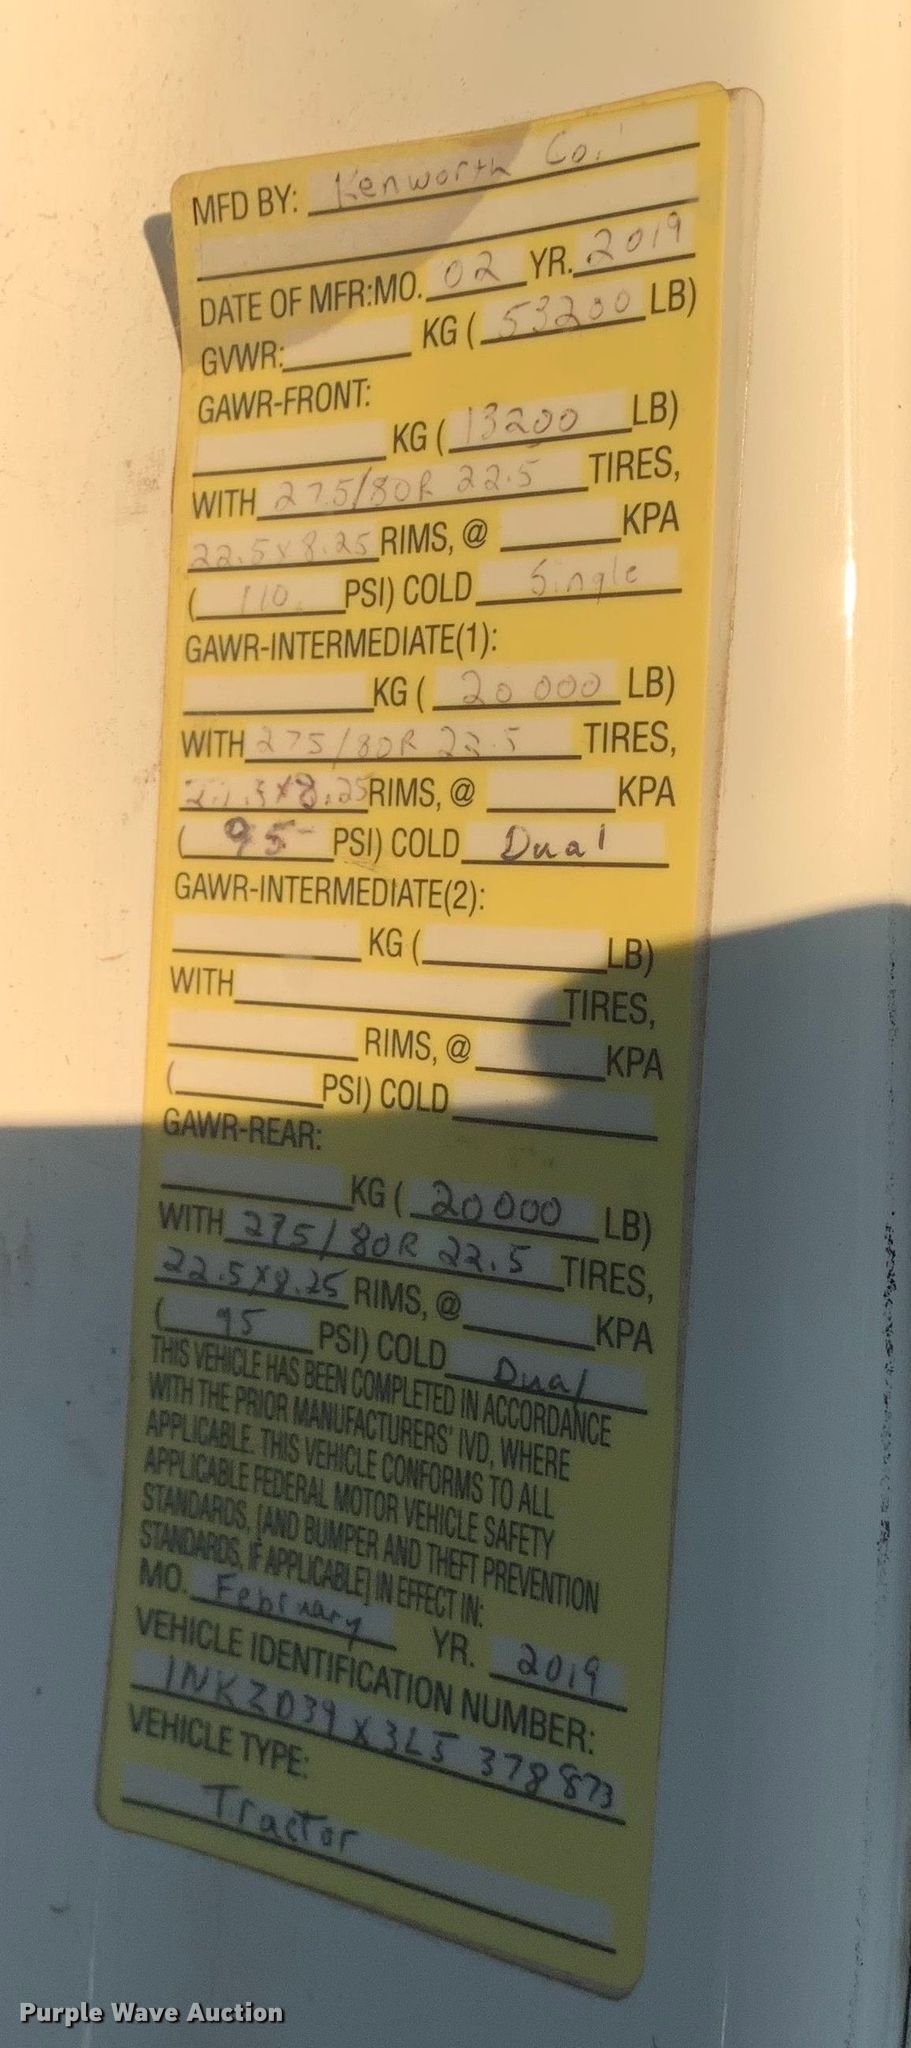 MFD BY: Kenworth Co.
DATE OF MFR:MO. 02 YR. 2019
GVWR: KG ( 53200 LB)
GAWR-FRONT:
KG ( 13200 LB)
WITH 275/80R 22.5 TIRES,
22.5x8.25 RIMS, @ KPA
( 110 PSI) COLD Single
GAWR-INTERMEDIATE(1):
KG ( 20000 LB)
WITH 275/80R 22.5 TIRES,
RIMS, @ KPA
( 95 PSI) COLD Dual
GAWR-INTERMEDIATE(2):
KG ( LB)
WITH TIRES,
RIMS, @ KPA
( PSI) COLD
GAWR-REAR:
KG ( 20000 LB)
WITH 275/80R 22.5 TIRES,
22.5x8.25 RIMS, @ KPA
( 95 PSI) COLD Dual
THIS VEHICLE HAS BEEN COMPLETED IN ACCORDANCE
WITH THE PRIOR MANUFACTURERS' IVD, WHERE
APPLICABLE. THIS VEHICLE CONFORMS TO ALL
APPLICABLE FEDERAL MOTOR VEHICLE SAFETY
STANDARDS, [AND BUMPER AND THEFT PREVENTION
STANDARDS, IF APPLICABLE] IN EFFECT IN:
MO. February YR. 2019
VEHICLE IDENTIFICATION NUMBER:
1NKZD39X3L5 378873
VEHICLE TYPE:
Tractor
Purple Wave Auction